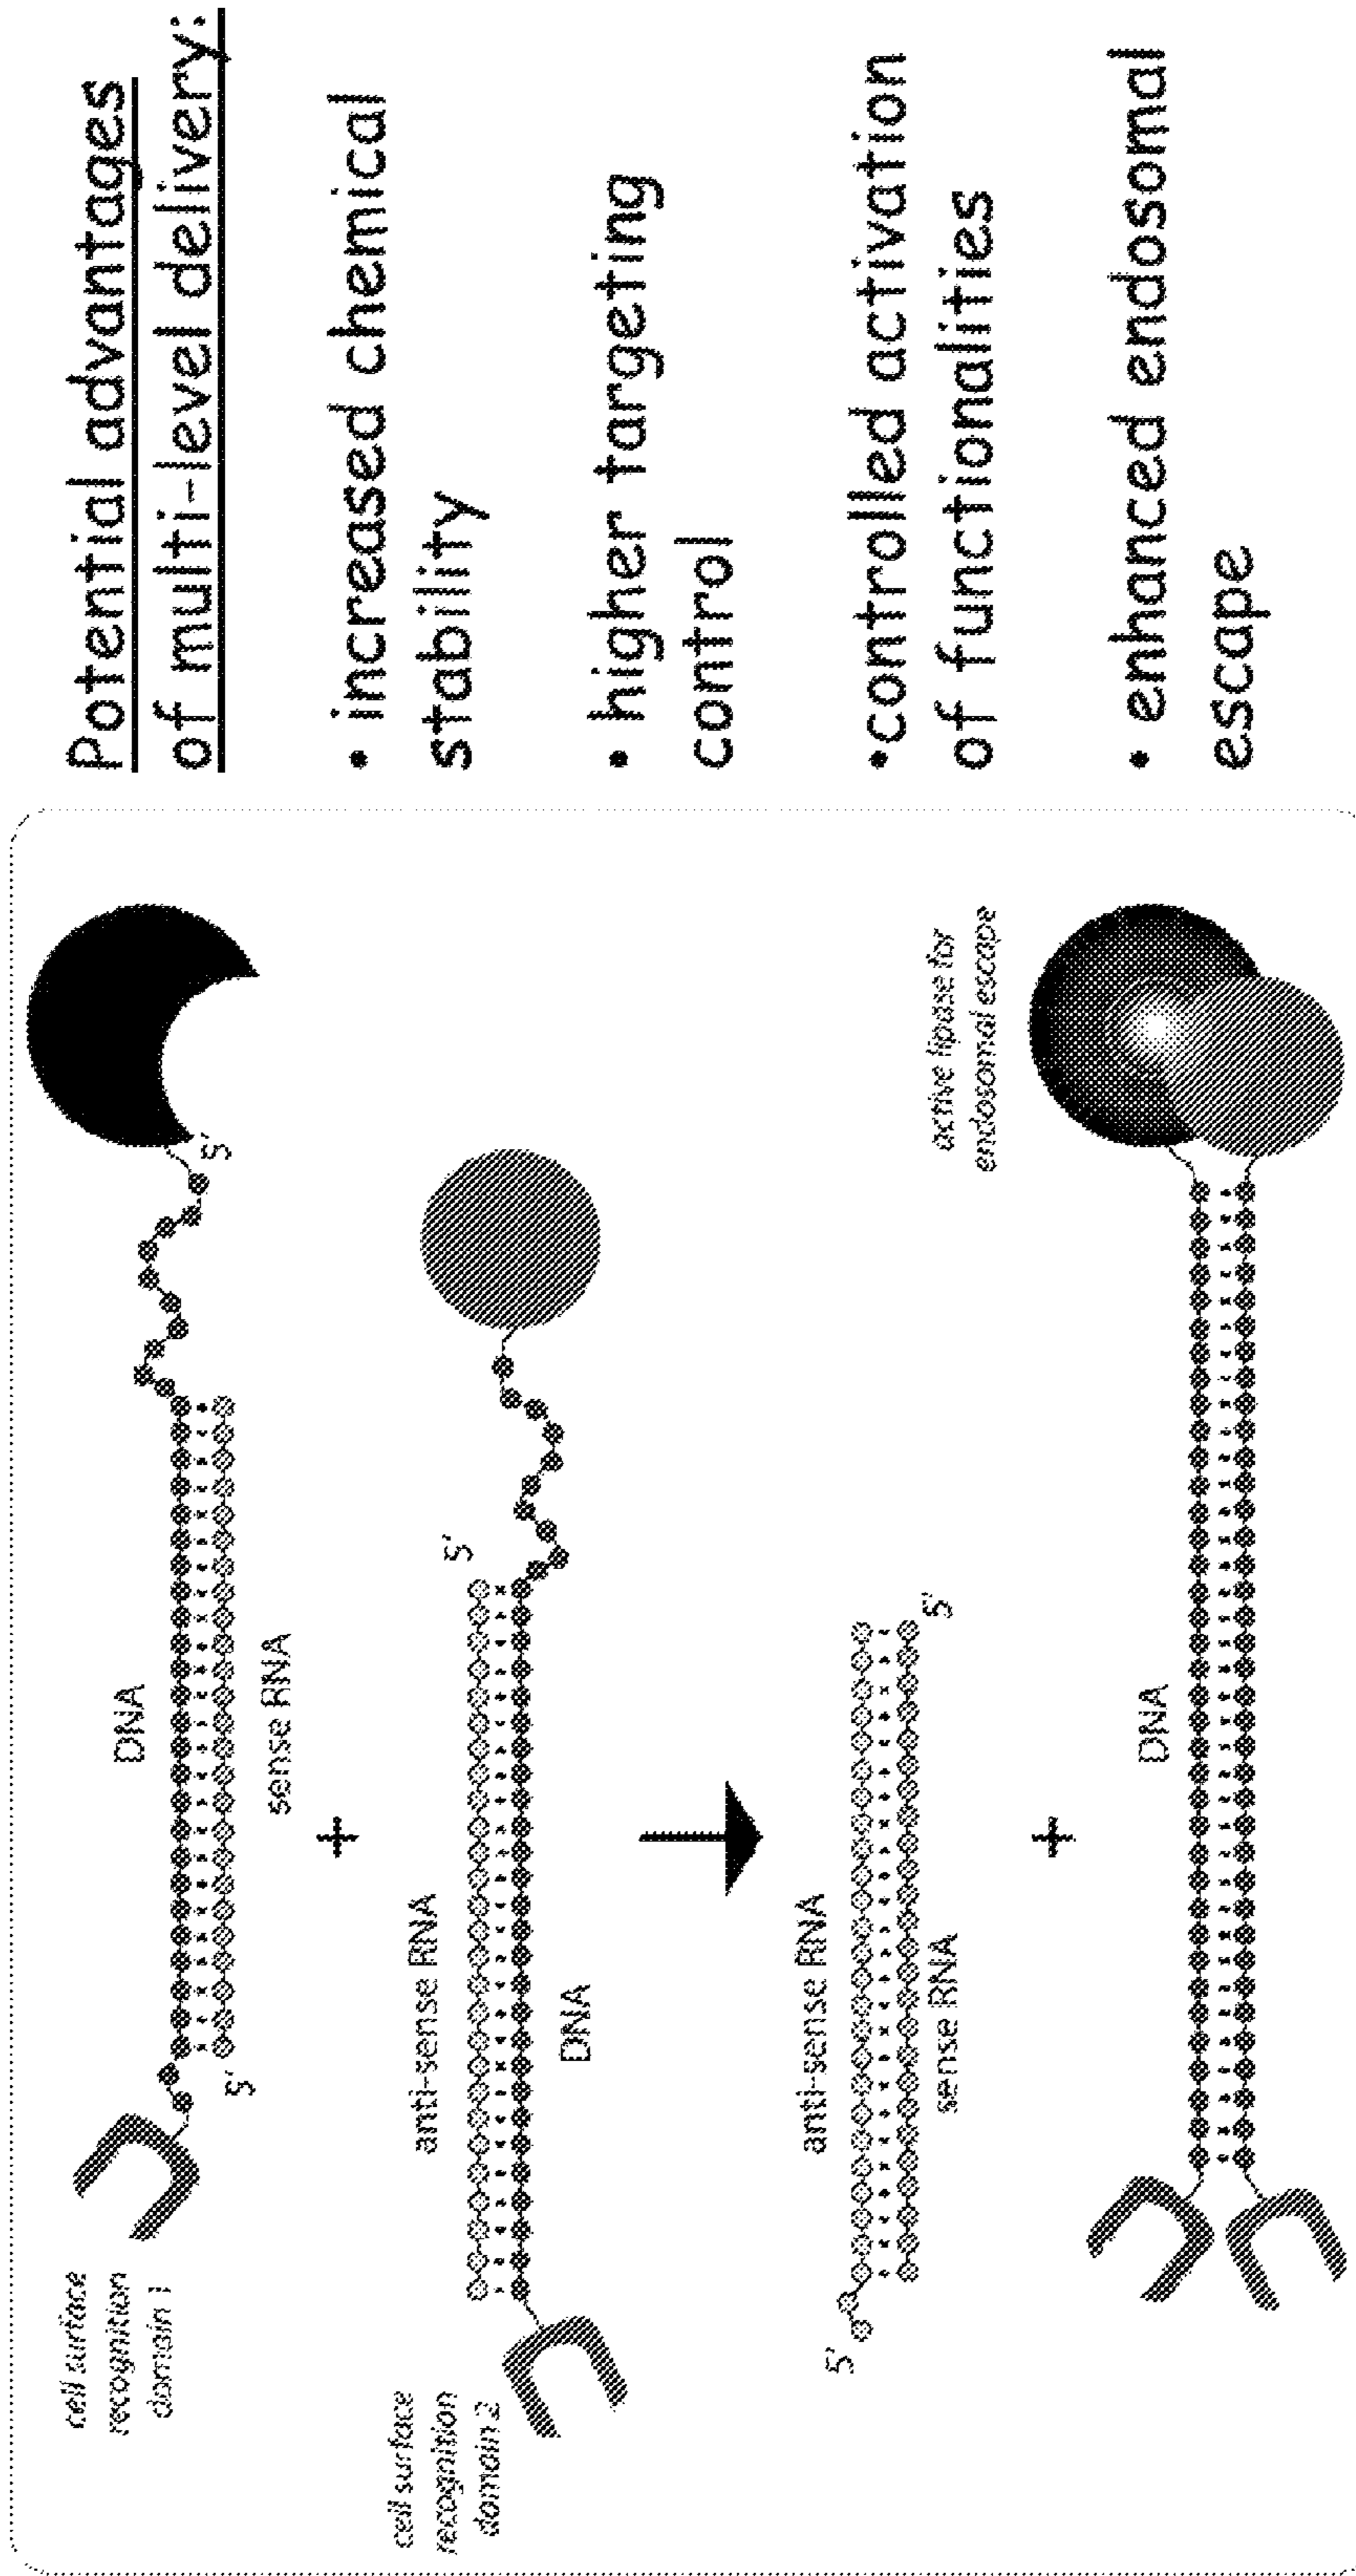 cell surface
recognition
domain 1
DNA
5'
5'
sense RNA
+
cell surface
recognition
domain 2
anti-sense RNA
5'
DNA
anti-sense RNA
5'
sense RNA
5'
+
DNA
active lipase for
endosomal escape
Potential advantages
of multi-level delivery:
• increased chemical
stability
• higher targeting
control
•controlled activation
of functionalities
• enhanced endosomal
escape